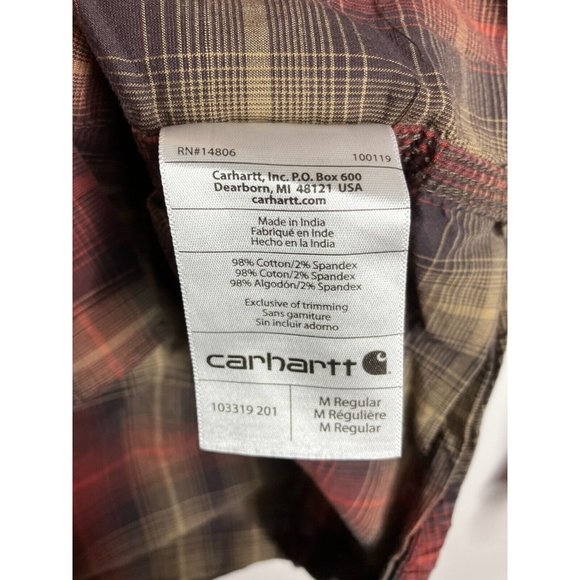 RN#14806 100119
Carhartt, Inc. P.O. Box 600
Dearborn, MI 48121 USA
carhartt.com
Made in India
Fabriqué en Inde
Hecho en la India
98% Cotton/2% Spandex
98% Coton/2% Spandex
98% Algodón/2% Spandex
Exclusive of trimming
Sans garniture
Sin incluir adorno
carhartt
103319 201
M Regular
M Régulière
M Regular